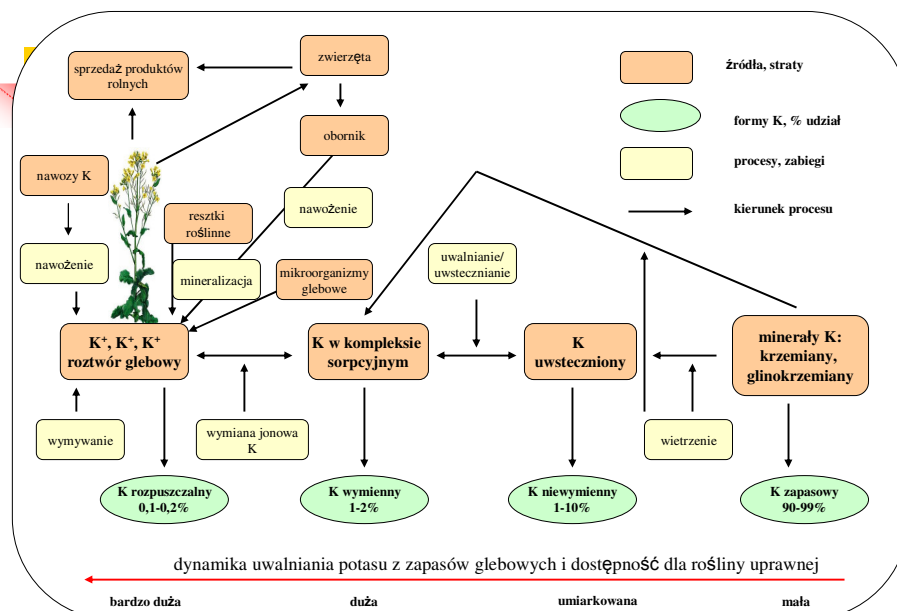 zwierzęta
sprzedaż produktów
rolnych
źródła, straty
formy K, % udział
procesy, zabiegi
kierunek procesu
obornik
nawozy K
nawożenie
resztki
roślinne
nawożenie
mineralizacja
mikroorganizmy
glebowe
uwalnianie/
uwstecznianie
K⁺, K⁺, K⁺
roztwór glebowy
K w kompleksie
sorpcyjnym
K
uwsteczniony
minerały K:
krzemiany,
glinokrzemiany
wymywanie
wymiana jonowa
K
wietrzenie
K rozpuszczalny
0,1-0,2%
K wymienny
1-2%
K niewymienny
1-10%
K zapasowy
90-99%
dynamika uwalniania potasu z zapasów glebowych i dostępność dla rośliny uprawnej
bardzo duża
duża
umiarkowana
mała